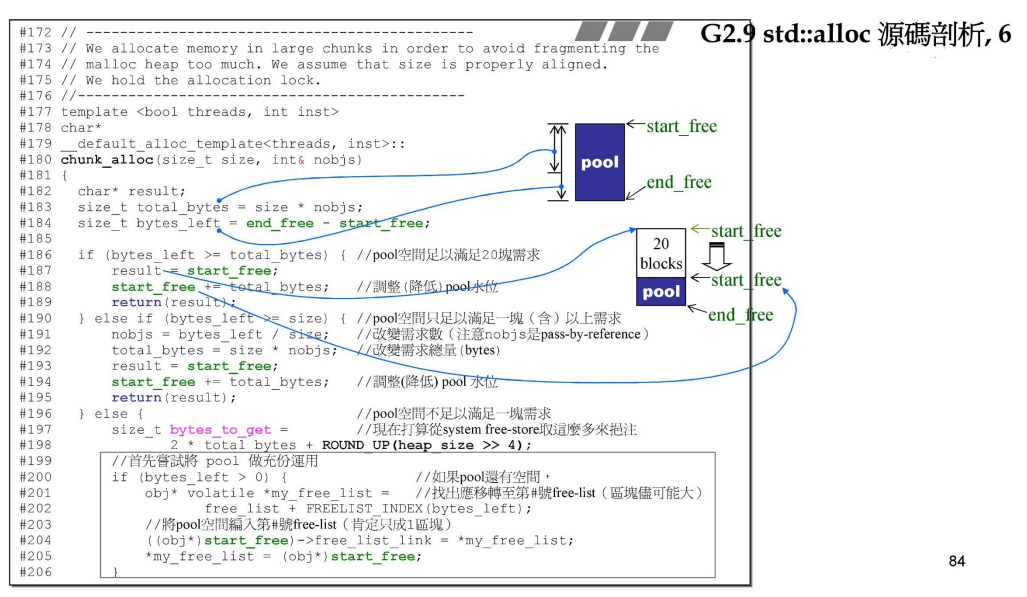 G2.9 std::alloc 源碼剖析, 6
#172 // -----------------------------------------------
#173 // We allocate memory in large chunks in order to avoid fragmenting the
#174 // malloc heap too much. We assume that size is properly aligned.
#175 // We hold the allocation lock.
#176 //-----------------------------------------------
#177 template <bool threads, int inst>
#178 char*
#179 __default_alloc_template<threads, inst>::
#180 chunk_alloc(size_t size, int& nobjs)
#181 {
#182   char* result;
#183   size_t total_bytes = size * nobjs;
#184   size_t bytes_left = end_free - start_free;
#185
#186   if (bytes_left >= total_bytes) { //pool空間足以滿足20塊需求
#187       result = start_free;
#188       start_free += total_bytes;   //調整(降低)pool水位
#189       return(result);
#190   } else if (bytes_left >= size) { //pool空間只足以滿足一塊（含）以上需求
#191       nobjs = bytes_left / size;   //改變需求數（注意nobjs是pass-by-reference）
#192       total_bytes = size * nobjs;  //改變需求總量(bytes)
#193       result = start_free;
#194       start_free += total_bytes;   //調整(降低) pool 水位
#195       return(result);
#196   } else {                         //pool空間不足以滿足一塊需求
#197       size_t bytes_to_get =        //現在打算從system free-store取這麼多來挹注
#198              2 * total_bytes + ROUND_UP(heap_size >> 4);
#199       //首先嘗試將 pool 做充份運用
#200       if (bytes_left > 0) {               //如果pool還有空間，
#201           obj* volatile *my_free_list =   //找出應移轉至第#號free-list（區塊儘可能大）
#202                  free_list + FREELIST_INDEX(bytes_left);
#203           //將pool空間編入第#號free-list（肯定只成1區塊）
#204           ((obj*)start_free)->free_list_link = *my_free_list;
#205           *my_free_list = (obj*)start_free;
#206       }
start_free
pool
end_free
start_free
20
blocks
start_free
pool
end_free
84